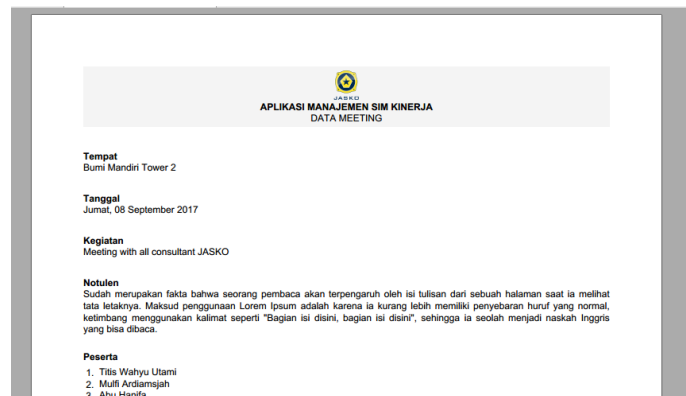 JASKO
APLIKASI MANAJEMEN SIM KINERJA
DATA MEETING
Tempat
Bumi Mandiri Tower 2
Tanggal
Jumat, 08 September 2017
Kegiatan
Meeting with all consultant JASKO
Notulen
Sudah merupakan fakta bahwa seorang pembaca akan terpengaruh oleh isi tulisan dari sebuah halaman saat ia melihat
tata letaknya. Maksud penggunaan Lorem Ipsum adalah karena ia kurang lebih memiliki penyebaran huruf yang normal,
ketimbang menggunakan kalimat seperti "Bagian isi disini, bagian isi disini", sehingga ia seolah menjadi naskah Inggris
yang bisa dibaca.
Peserta
1. Titis Wahyu Utami
2. Mulfi Ardiamsjah
3. Abu Hanifa